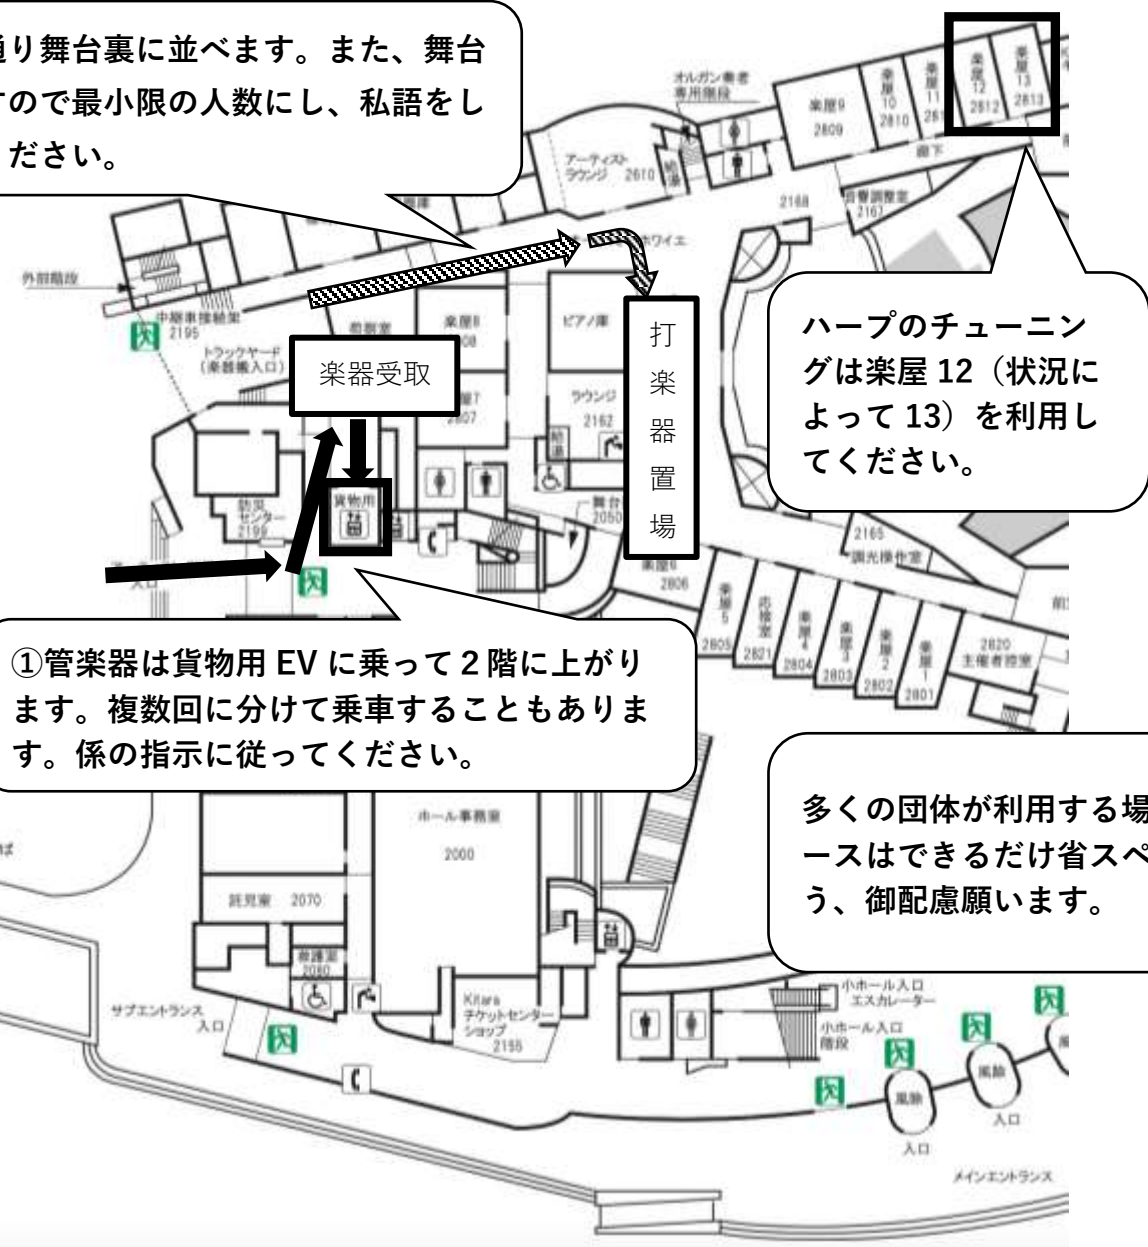 通り舞台裏に並べます。また、舞台
すので最小限の人数にし、私語をし
ください。
オルガン奏者
専用階段
楽屋9
2809
楽屋10
2810
楽屋11
281
楽屋12
2812
楽屋13
2813
廊下
アーティスト
ラウンジ 2610
給湯
2168
音響調整室
2167
ホワイエ
外部階段
中継車接続架
2195
トラックヤード
(楽器搬入口)
楽屋8
08
ピアノ庫
楽器受取
打楽器置場
屋7
807
ラウンジ
2162
給湯
ハープのチューニン
グは楽屋 12（状況に
よって 13）を利用し
てください。
貨物用
防災
センター
2199
舞台
2050
入口
2165
調光操作室
楽屋6
2806
楽屋5
2805
応接室
2821
楽屋4
2804
楽屋3
2803
楽屋2
2802
楽屋1
2801
2820
主催者控室
①管楽器は貨物用 EV に乗って２階に上がり
ます。複数回に分けて乗車することもありま
す。係の指示に従ってください。
多くの団体が利用する場
ースはできるだけ省スペ
う、御配慮願います。
ホール事務室
2000
託児室 2070
救護室
2080
サブエントランス
入口
Kitara
チケットセンター
ショップ
2155
小ホール入口
エスカレーター
小ホール入口
階段
風除
風除
風
入口
入口
メインエントランス